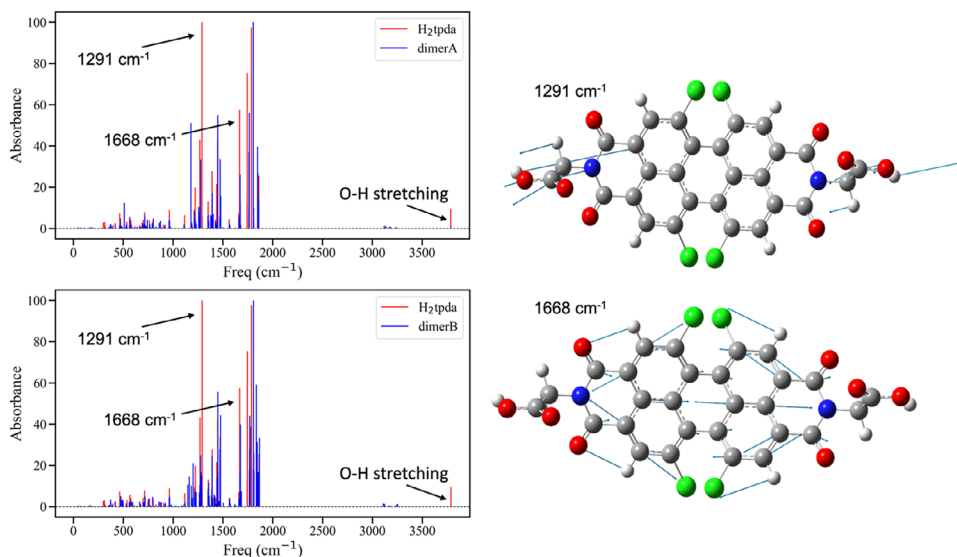 100
80
60
40
20
0
Absorbance
1291 cm⁻¹
1668 cm⁻¹
O-H stretching
H₂tpda
dimerA
0 500 1000 1500 2000 2500 3000 3500
Freq (cm⁻¹)
1291 cm⁻¹
100
80
60
40
20
0
Absorbance
1291 cm⁻¹
1668 cm⁻¹
O-H stretching
H₂tpda
dimerB
0 500 1000 1500 2000 2500 3000 3500
Freq (cm⁻¹)
1668 cm⁻¹